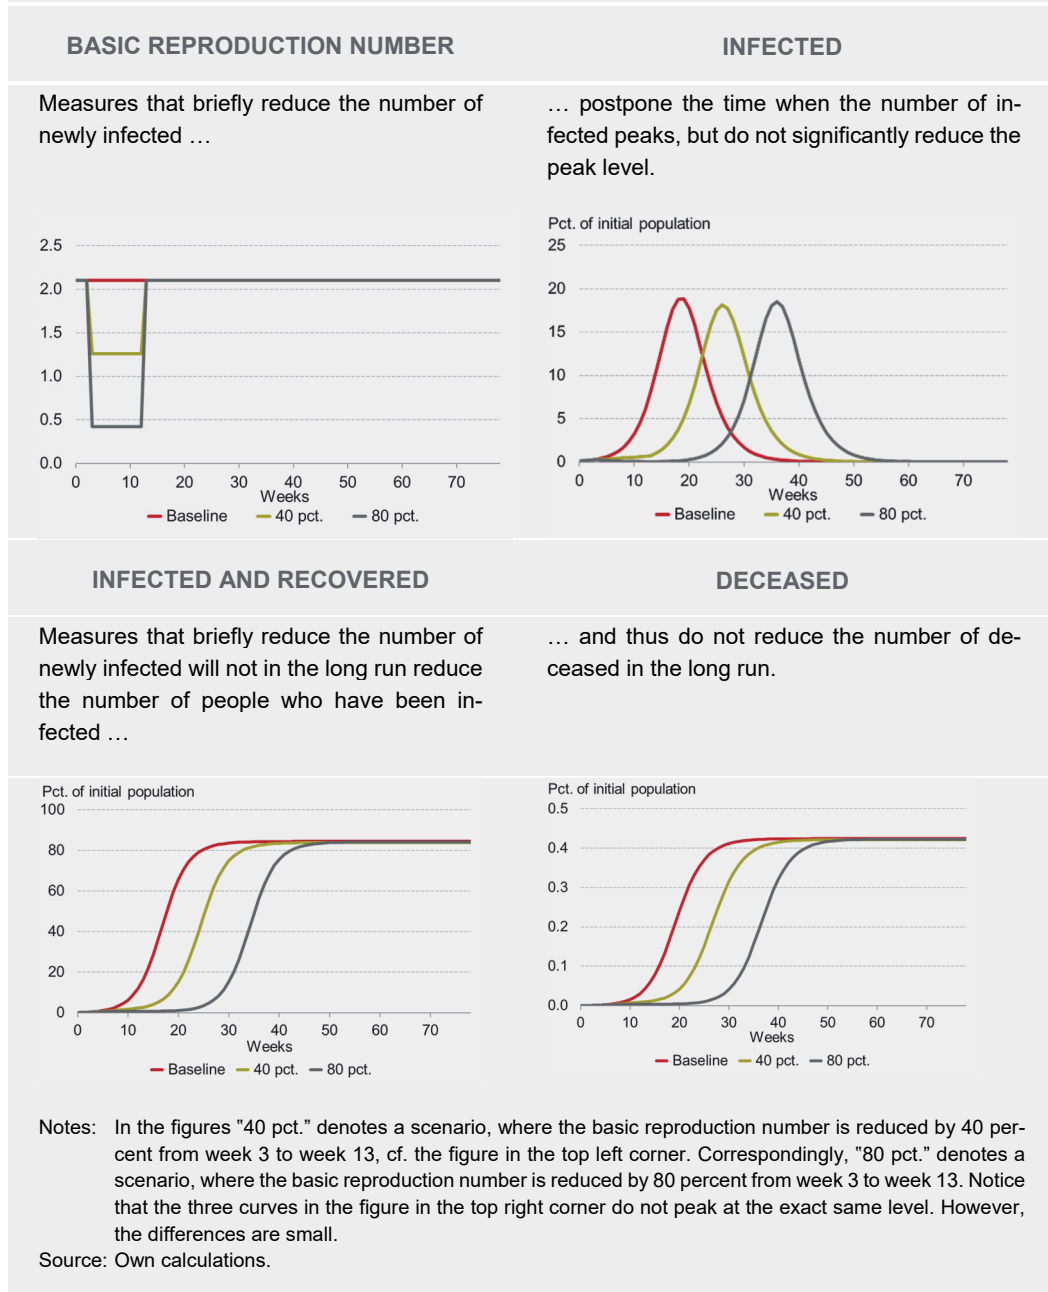 BASIC REPRODUCTION NUMBER
INFECTED
Measures that briefly reduce the number of
newly infected …
… postpone the time when the number of in-
fected peaks, but do not significantly reduce the
peak level.
2.5
2.0
1.5
1.0
0.5
0.0
0 10 20 30 40 50 60 70
Weeks
Baseline 40 pct. 80 pct.
Pct. of initial population
25
20
15
10
5
0
0 10 20 30 40 50 60 70
Weeks
Baseline 40 pct. 80 pct.
INFECTED AND RECOVERED
DECEASED
Measures that briefly reduce the number of
newly infected will not in the long run reduce
the number of people who have been in-
fected …
… and thus do not reduce the number of de-
ceased in the long run.
Pct. of initial population
100
80
60
40
20
0
0 10 20 30 40 50 60 70
Weeks
Baseline 40 pct. 80 pct.
Pct. of initial population
0.5
0.4
0.3
0.2
0.1
0.0
0 10 20 30 40 50 60 70
Weeks
Baseline 40 pct. 80 pct.
Notes: In the figures "40 pct.” denotes a scenario, where the basic reproduction number is reduced by 40 per-
cent from week 3 to week 13, cf. the figure in the top left corner. Correspondingly, "80 pct.” denotes a
scenario, where the basic reproduction number is reduced by 80 percent from week 3 to week 13. Notice
that the three curves in the figure in the top right corner do not peak at the exact same level. However,
the differences are small.
Source: Own calculations.